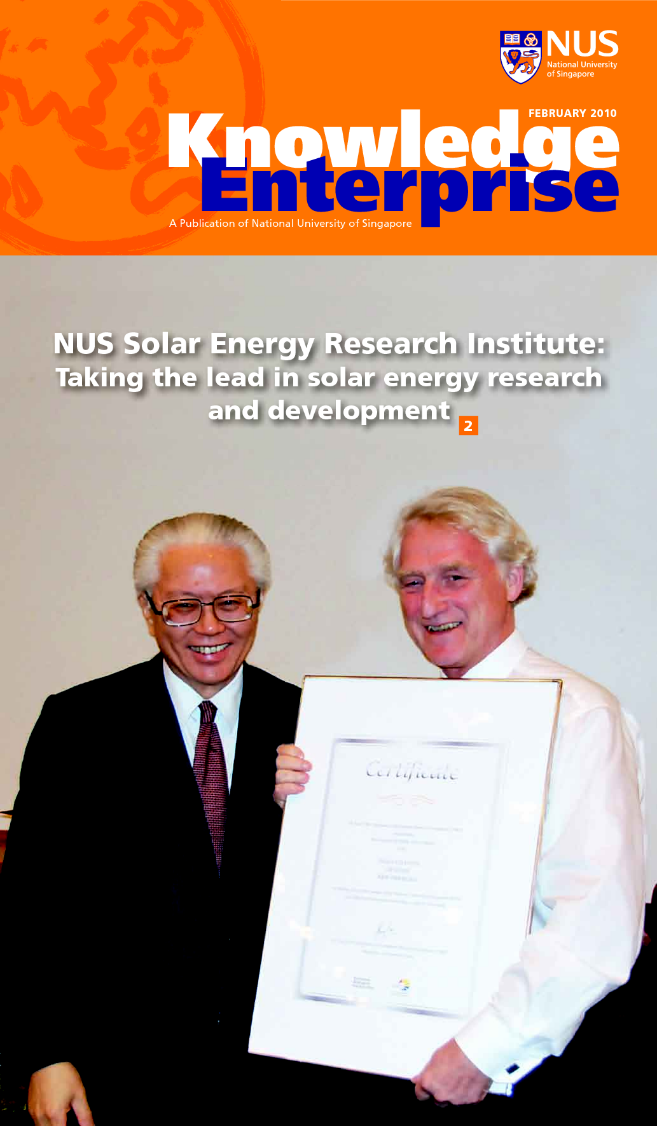 NUS
National University
of Singapore
FEBRUARY 2010
Knowledge
Enterprise
A Publication of National University of Singapore
NUS Solar Energy Research Institute:
Taking the lead in solar energy research
and development
2
Certificate